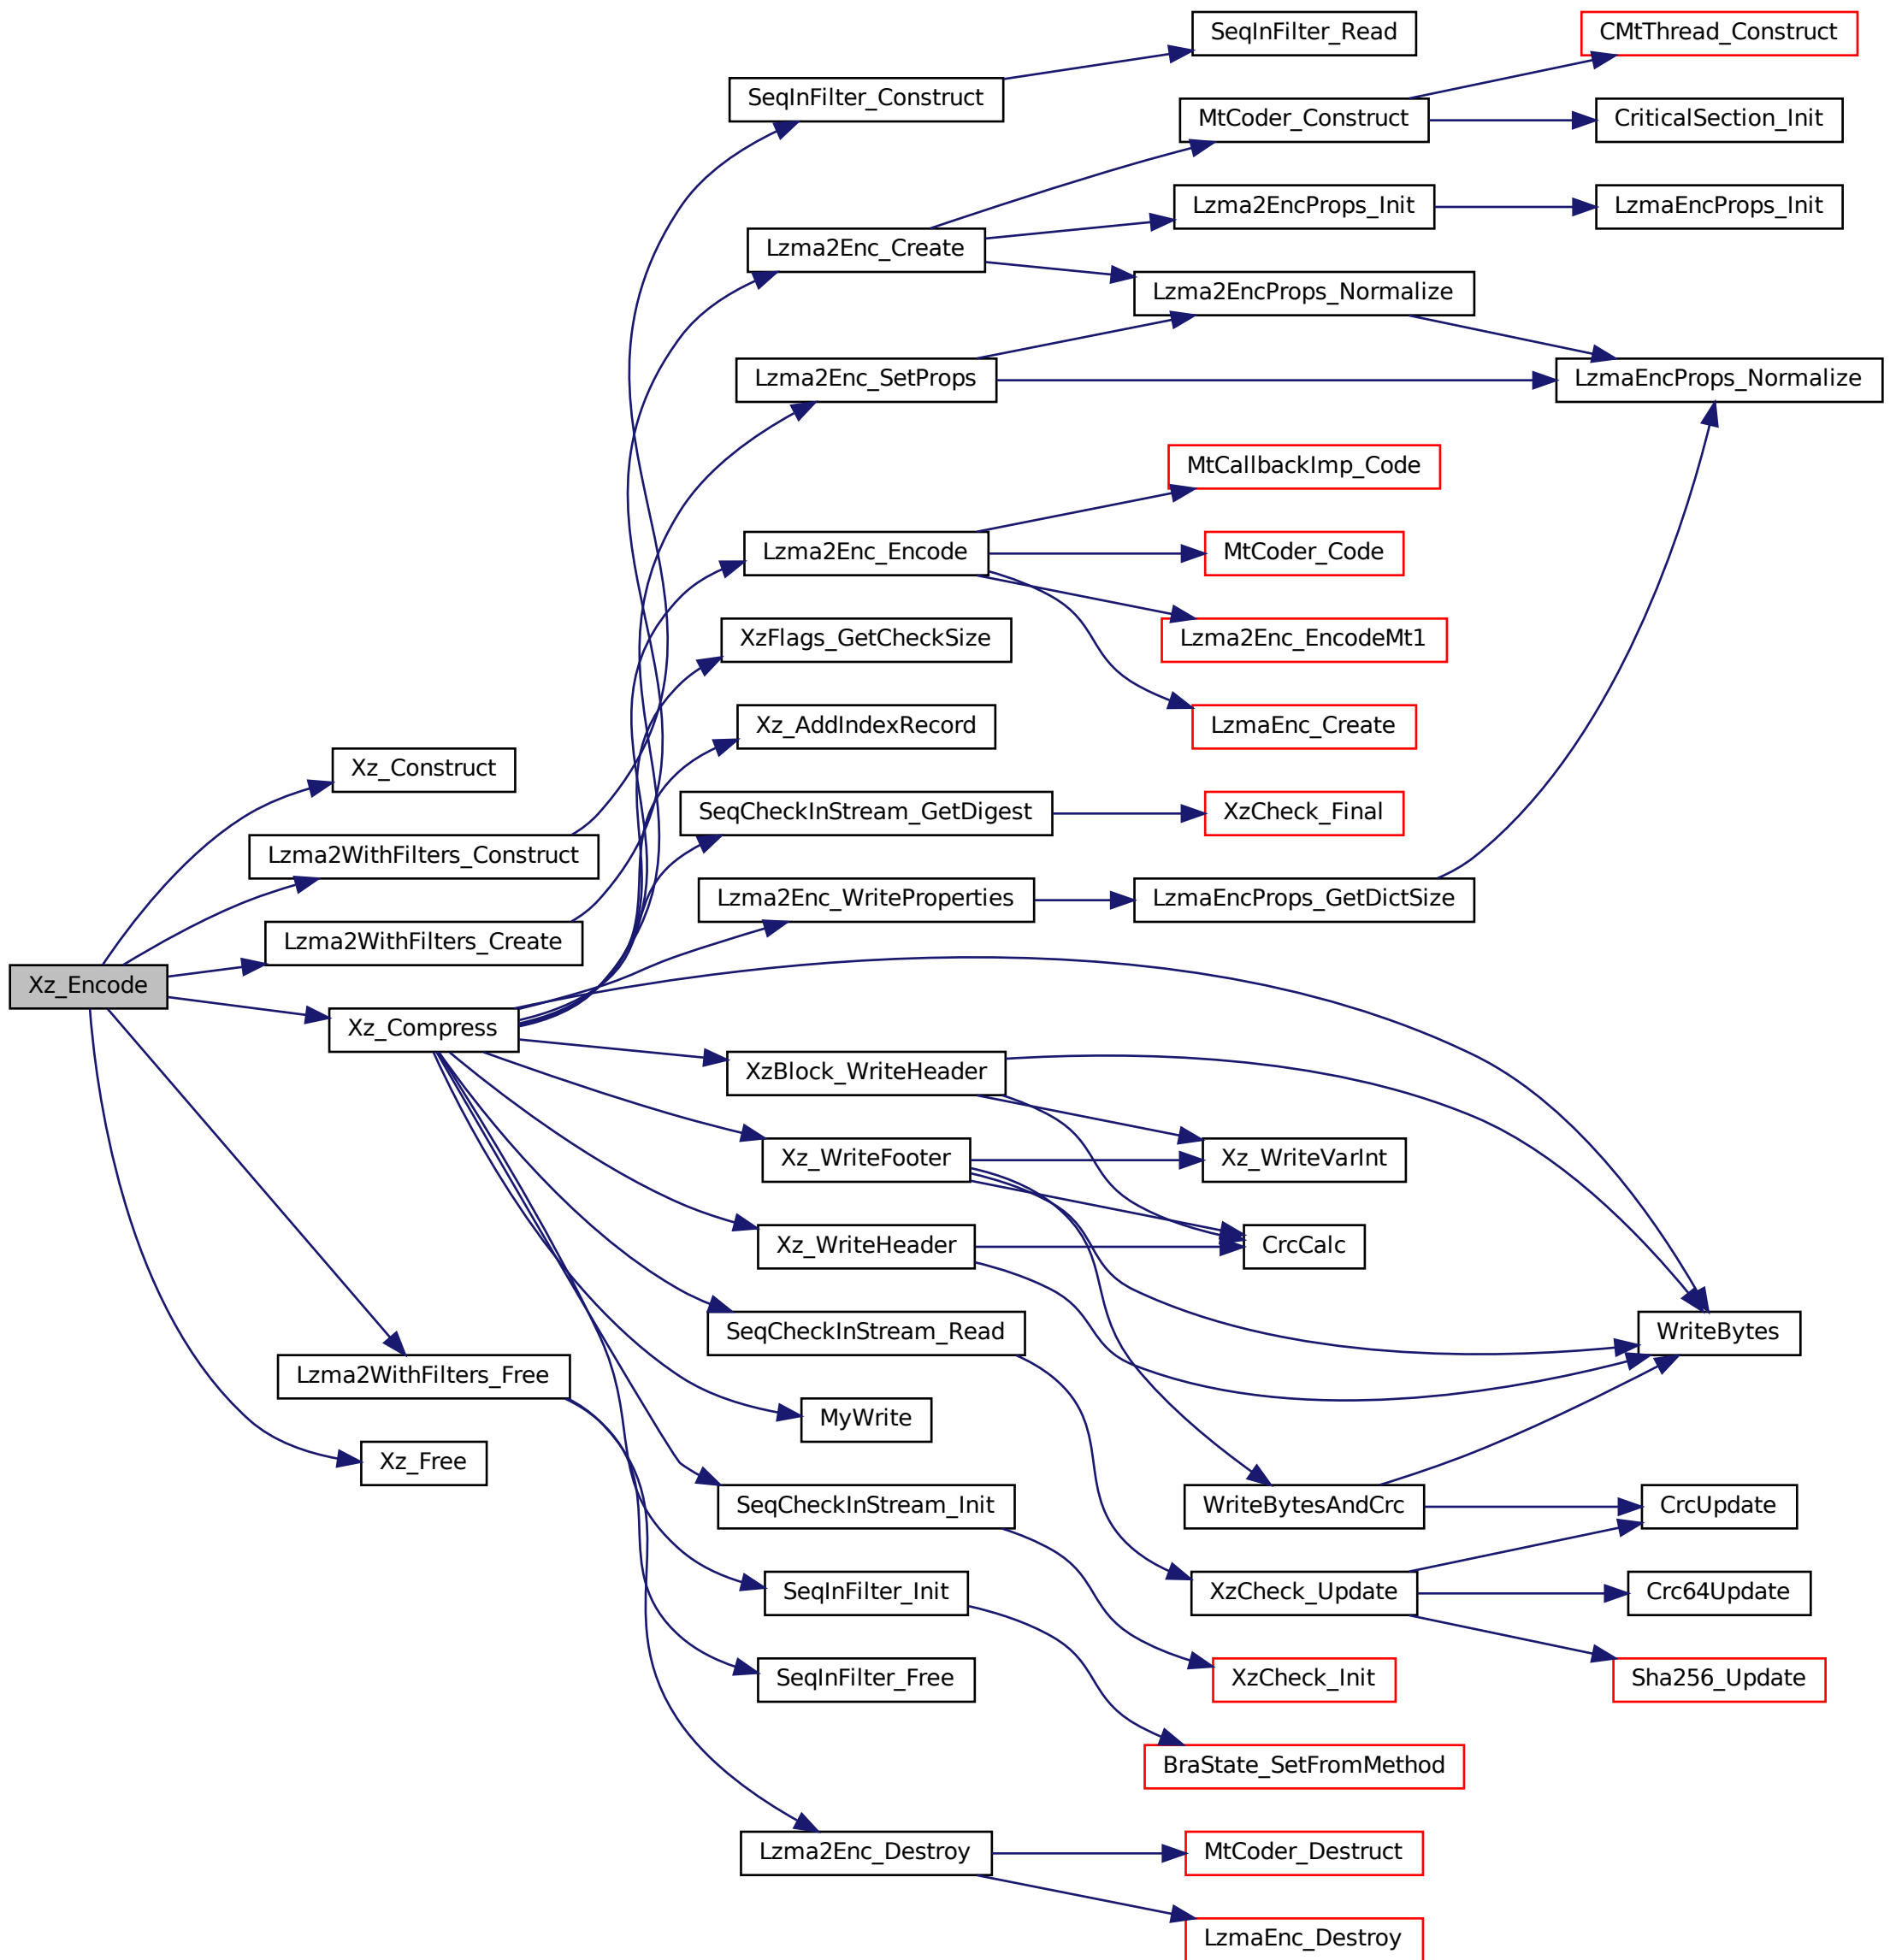 Xz_Encode
Xz_Construct
Lzma2WithFilters_Construct
Lzma2WithFilters_Create
Xz_Compress
Lzma2WithFilters_Free
Xz_Free
SeqInFilter_Construct
Lzma2Enc_Create
Lzma2Enc_SetProps
Lzma2Enc_Encode
XzFlags_GetCheckSize
Xz_AddIndexRecord
SeqCheckInStream_GetDigest
Lzma2Enc_WriteProperties
XzBlock_WriteHeader
Xz_WriteFooter
Xz_WriteHeader
SeqCheckInStream_Read
MyWrite
SeqCheckInStream_Init
SeqInFilter_Init
SeqInFilter_Free
Lzma2Enc_Destroy
SeqInFilter_Read
MtCoder_Construct
Lzma2EncProps_Init
Lzma2EncProps_Normalize
MtCallbackImp_Code
MtCoder_Code
Lzma2Enc_EncodeMt1
LzmaEnc_Create
XzCheck_Final
LzmaEncProps_GetDictSize
Xz_WriteVarInt
CrcCalc
WriteBytesAndCrc
XzCheck_Update
XzCheck_Init
BraState_SetFromMethod
MtCoder_Destruct
LzmaEnc_Destroy
CMtThread_Construct
CriticalSection_Init
LzmaEncProps_Init
LzmaEncProps_Normalize
WriteBytes
CrcUpdate
Crc64Update
Sha256_Update